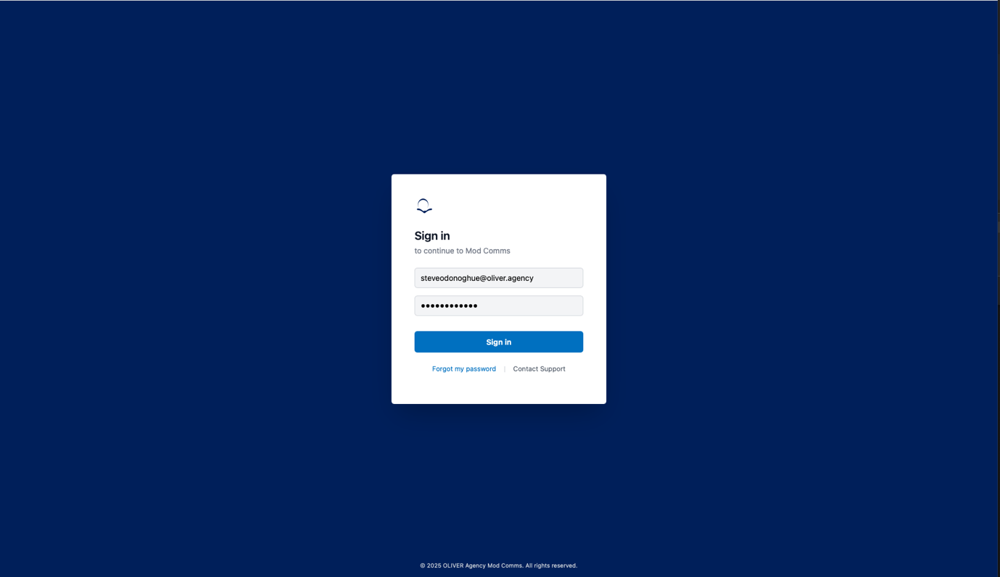 Sign in
to continue to Mod Comms
steveodonoghue@oliver.agency
●●●●●●●●●●●●
Sign in
Forgot my password | Contact Support
© 2025 OLIVER Agency Mod Comms. All rights reserved.